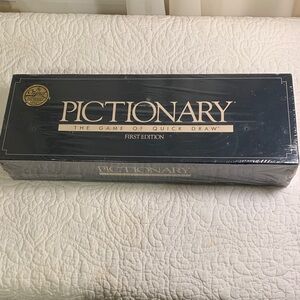 PICTIONARY
THE GAME OF QUICK DRAW
FIRST EDITION
PICTIONARY